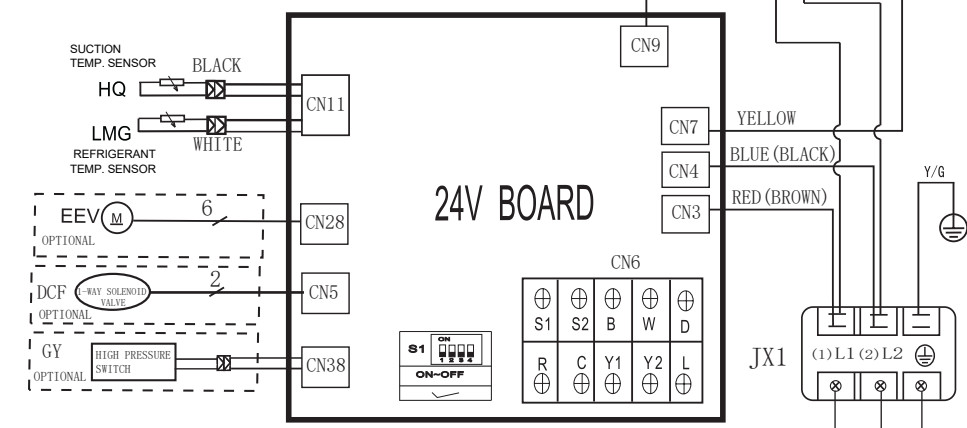 SUCTION
TEMP. SENSOR
BLACK
HQ
CN11
LMG
WHITE
REFRIGERANT
TEMP. SENSOR
EEV
M
6
CN28
OPTIONAL
DCF
1-WAY SOLENOID
VALVE
2
CN5
OPTIONAL
GY
HIGH PRESSURE
SWITCH
CN38
OPTIONAL
24V BOARD
S1
ON
1 2 3 4
ON~OFF
CN9
CN7
YELLOW
CN4
BLUE(BLACK)
CN3
RED(BROWN)
CN6
S1 S2 B W D
R C Y1 Y2 L
Y/G
JX1
(1)L1(2)L2